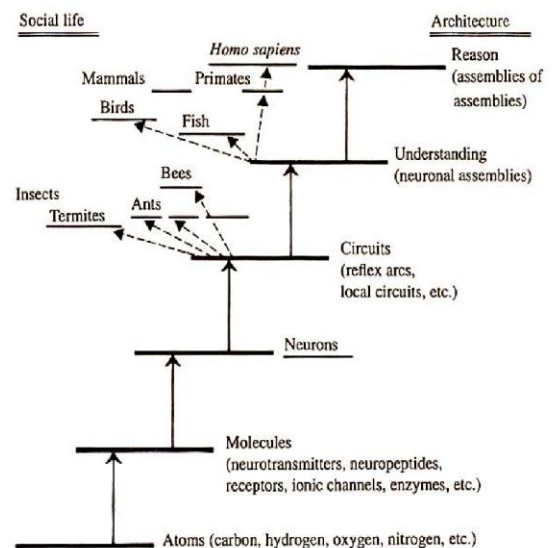 Social life
Architecture
Homo sapiens
Reason
(assemblies of
assemblies)
Mammals
Primates
Birds
Fish
Understanding
(neuronal assemblies)
Bees
Insects
Termites
Ants
Circuits
(reflex arcs,
local circuits, etc.)
Neurons
Molecules
(neurotransmitters, neuropeptides,
receptors, ionic channels, enzymes, etc.)
Atoms (carbon, hydrogen, oxygen, nitrogen, etc.)